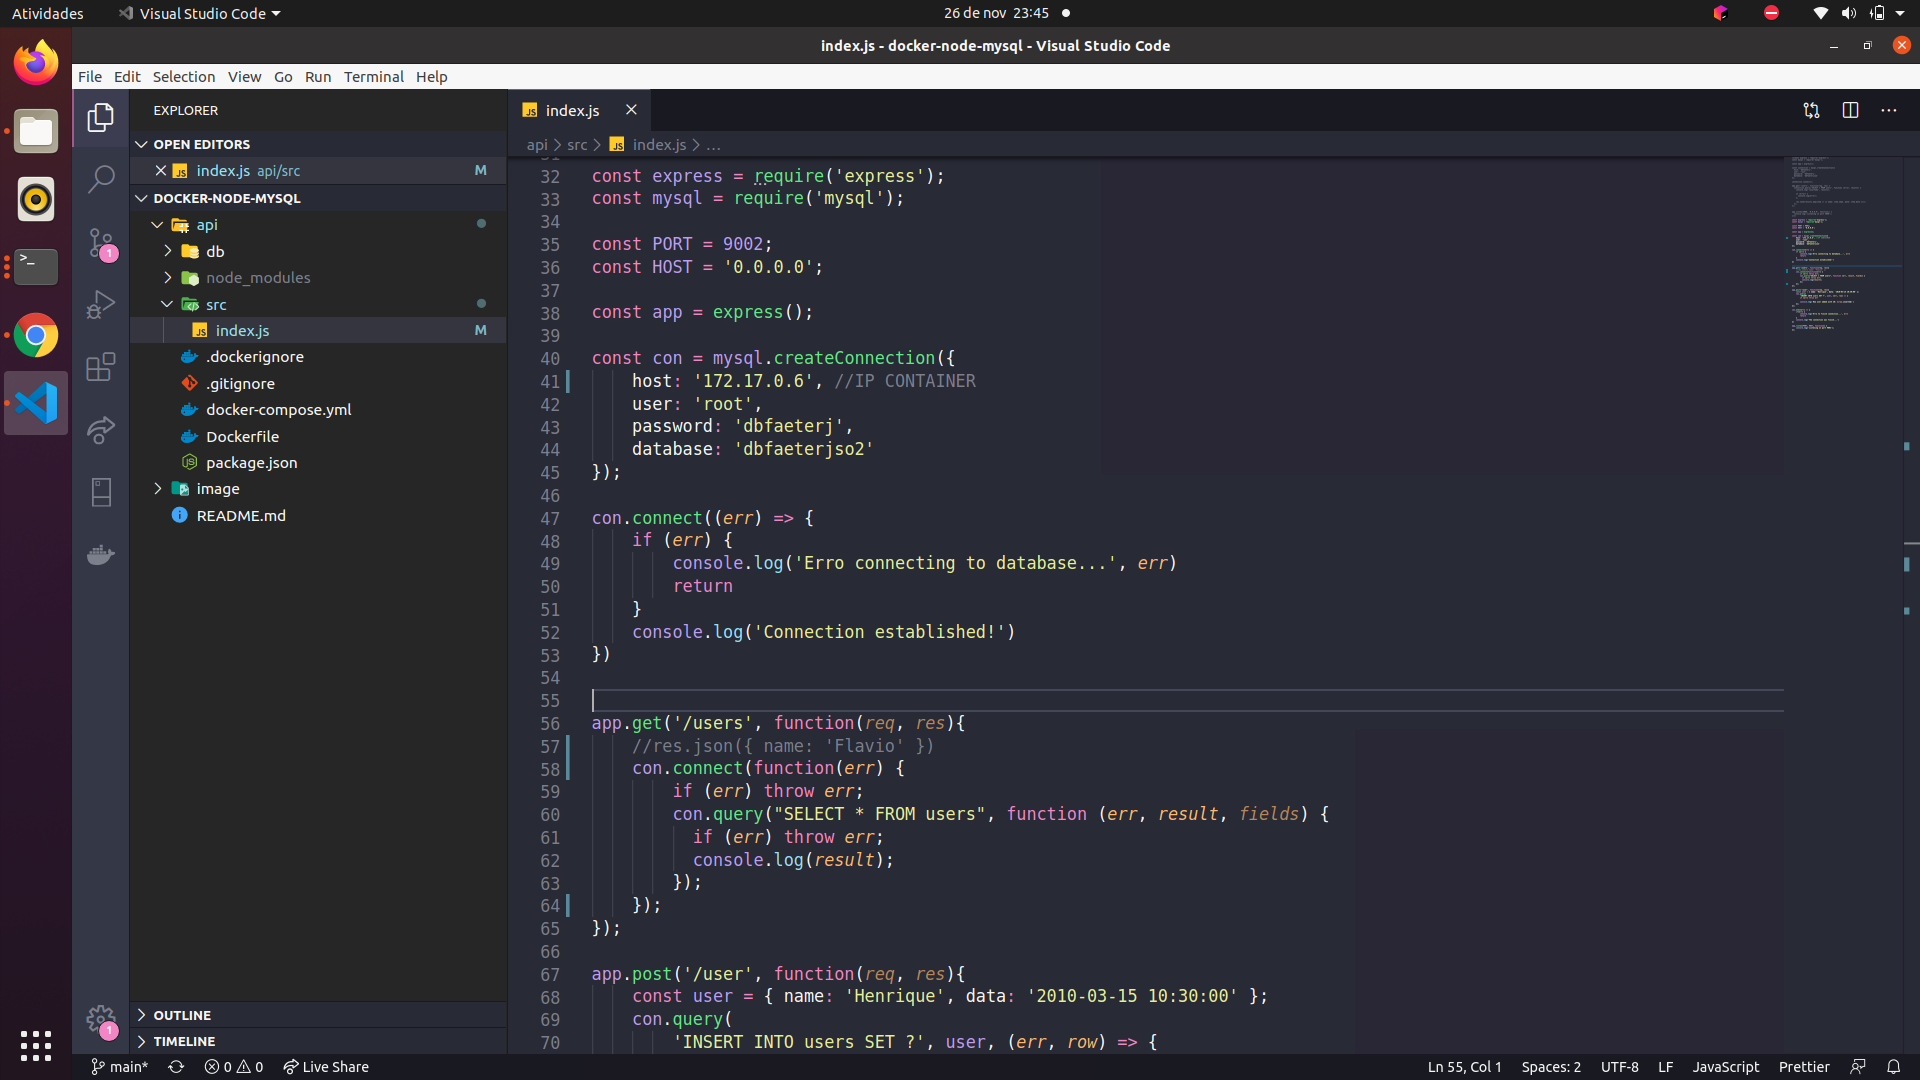 Atividades
Visual Studio Code
26 de nov 23:45
index.js - docker-node-mysql - Visual Studio Code
File Edit Selection View Go Run Terminal Help
EXPLORER
OPEN EDITORS
index.js api/src M
DOCKER-NODE-MYSQL
api
db
node_modules
src
index.js M
.dockerignore
.gitignore
docker-compose.yml
Dockerfile
package.json
image
README.md
OUTLINE
TIMELINE
1
1
index.js
api > src > index.js > ...
32 const express = require('express');
33 const mysql = require('mysql');
34
35 const PORT = 9002;
36 const HOST = '0.0.0.0';
37
38 const app = express();
39
40 const con = mysql.createConnection({
41 host: '172.17.0.6', //IP CONTAINER
42 user: 'root',
43 password: 'dbfaeterj',
44 database: 'dbfaeterjso2'
45 });
46
47 con.connect((err) => {
48 if (err) {
49 console.log('Erro connecting to database...', err)
50 return
51 }
52 console.log('Connection established!')
53 })
54
55
56 app.get('/users', function(req, res){
57 //res.json({ name: 'Flavio' })
58 con.connect(function(err) {
59 if (err) throw err;
60 con.query("SELECT * FROM users", function (err, result, fields) {
61 if (err) throw err;
62 console.log(result);
63 });
64 });
65 });
66
67 app.post('/user', function(req, res){
68 const user = { name: 'Henrique', data: '2010-03-15 10:30:00' };
69 con.query(
70 'INSERT INTO users SET ?', user, (err, row) => {
main* 0 0 Live Share
Ln 55, Col 1 Spaces: 2 UTF-8 LF JavaScript Prettier